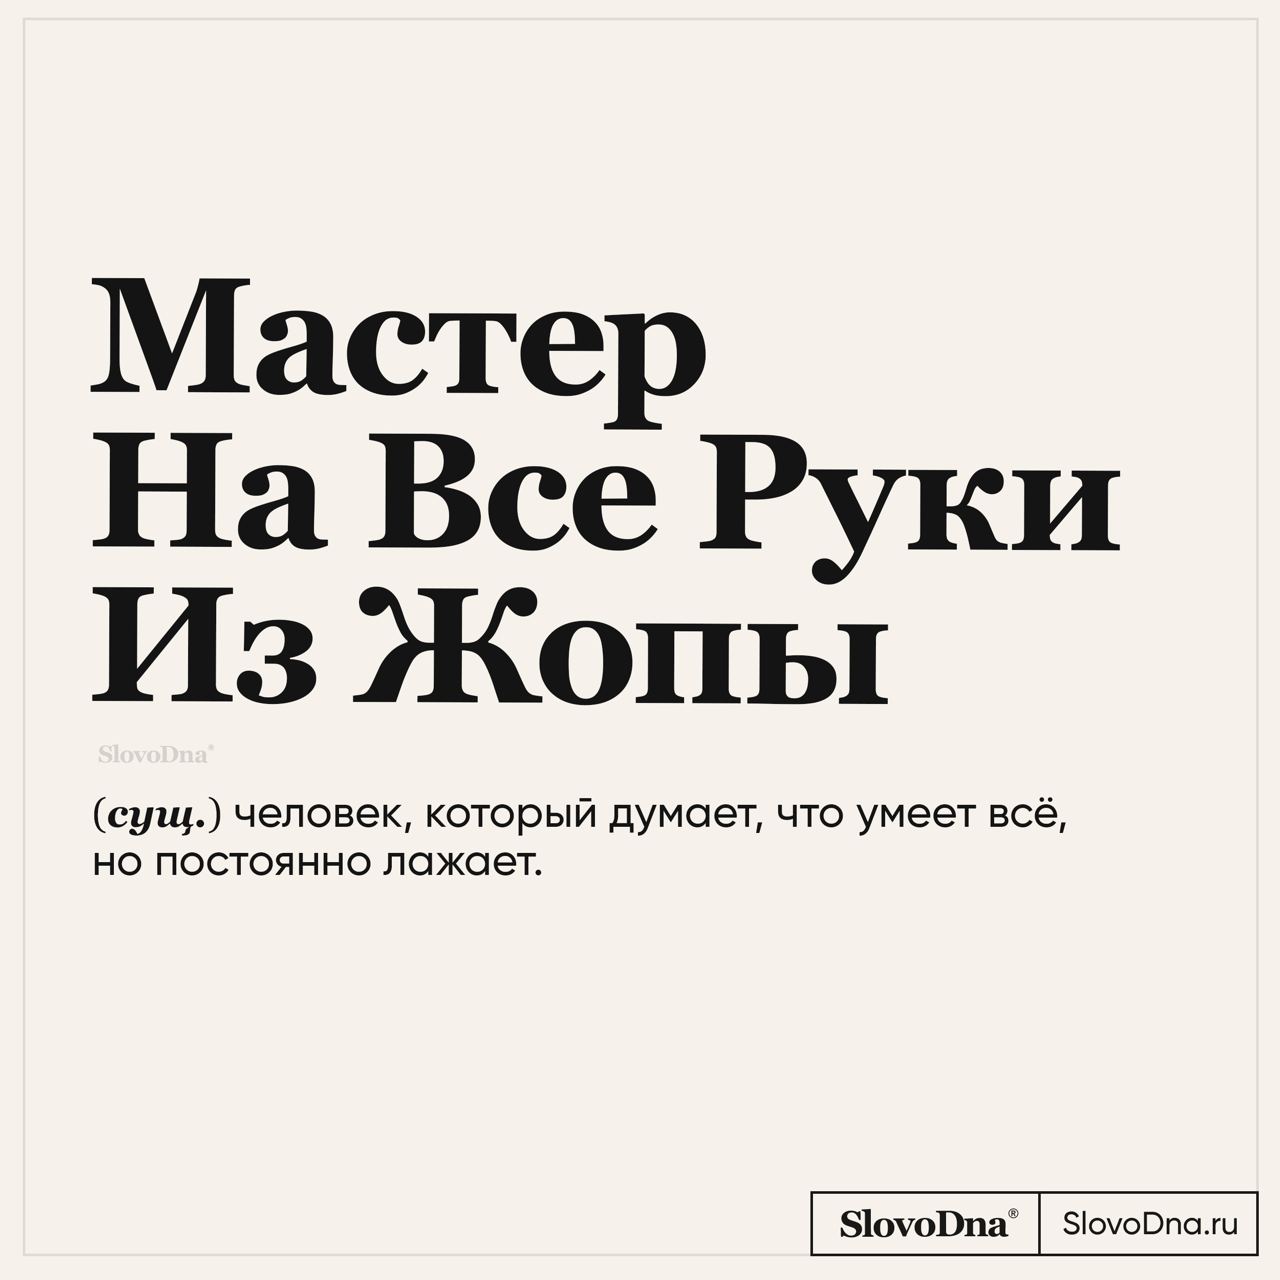 Мастер
На Все Руки
Из Жопы
SlovoDna®
(сущ.) человек, который думает, что умеет всё,
но постоянно лажает.
SlovoDna® SlovoDna.ru